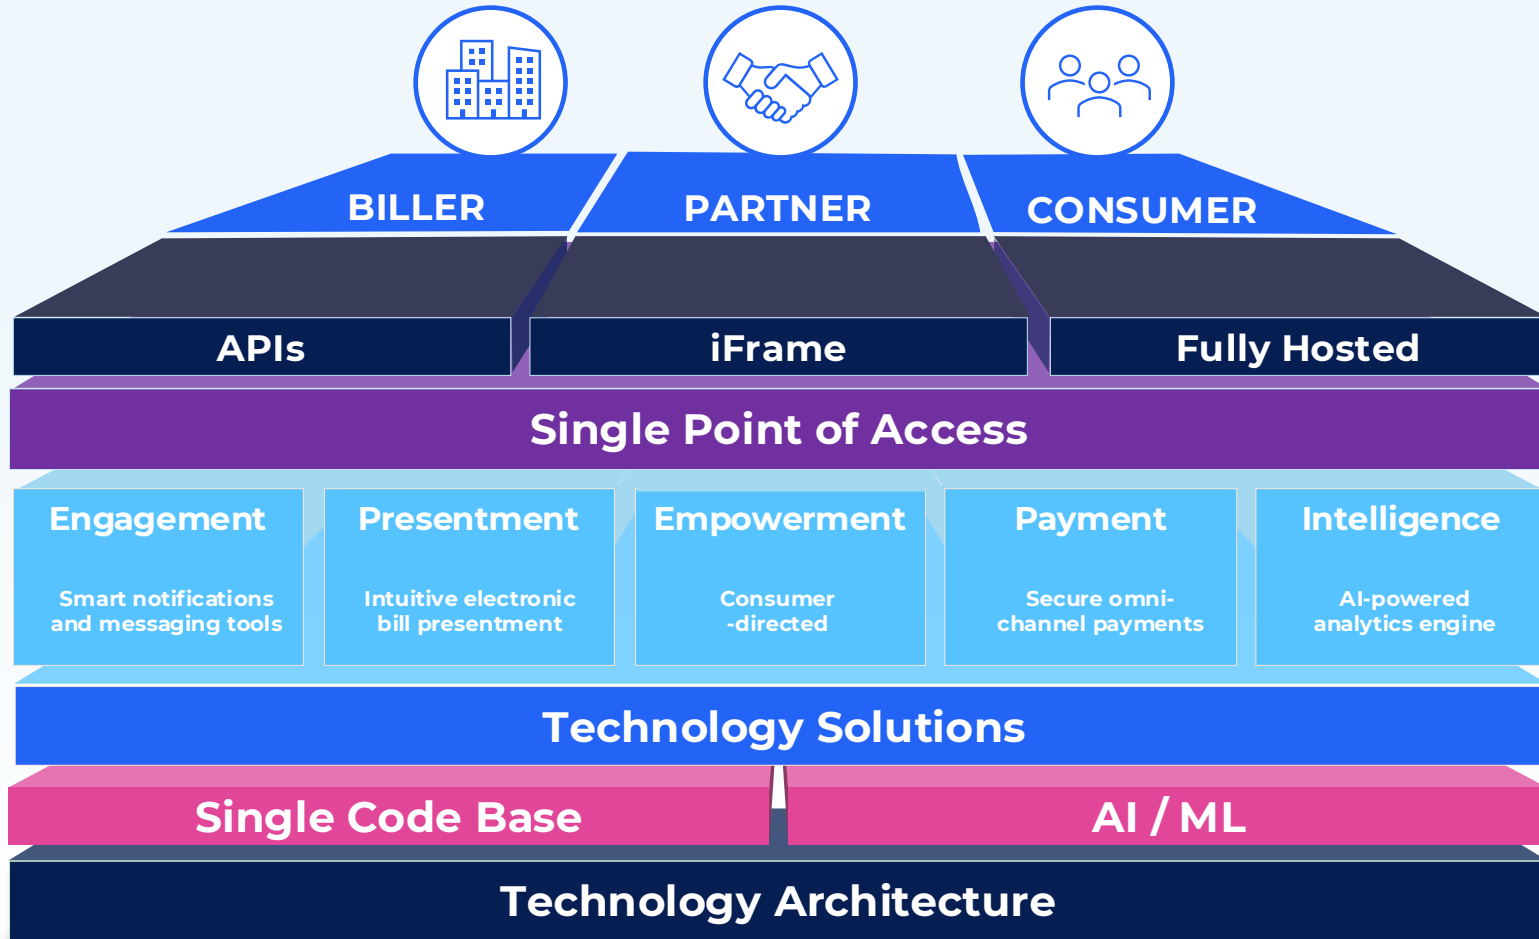 BILLER
PARTNER
CONSUMER
APIs
iFrame
Fully Hosted
Single Point of Access
Engagement
Smart notifications
and messaging tools
Presentment
Intuitive electronic
bill presentment
Empowerment
Consumer
-directed
Payment
Secure omni-
channel payments
Intelligence
AI-powered
analytics engine
Technology Solutions
Single Code Base
AI / ML
Technology Architecture